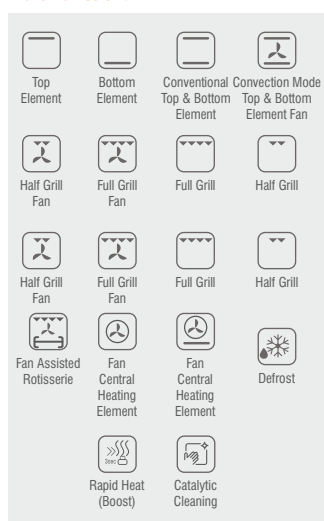 Top
Element
Bottom
Element
Conventional
Top & Bottom
Element
Convection Mode
Top & Bottom
Element Fan
Half Grill
Fan
Full Grill
Fan
Full Grill
Half Grill
Half Grill
Fan
Full Grill
Fan
Full Grill
Half Grill
Fan Assisted
Rotisserie
Fan
Central
Heating
Element
Fan
Central
Heating
Element
Defrost
3sec
Rapid Heat
(Boost)
Catalytic
Cleaning